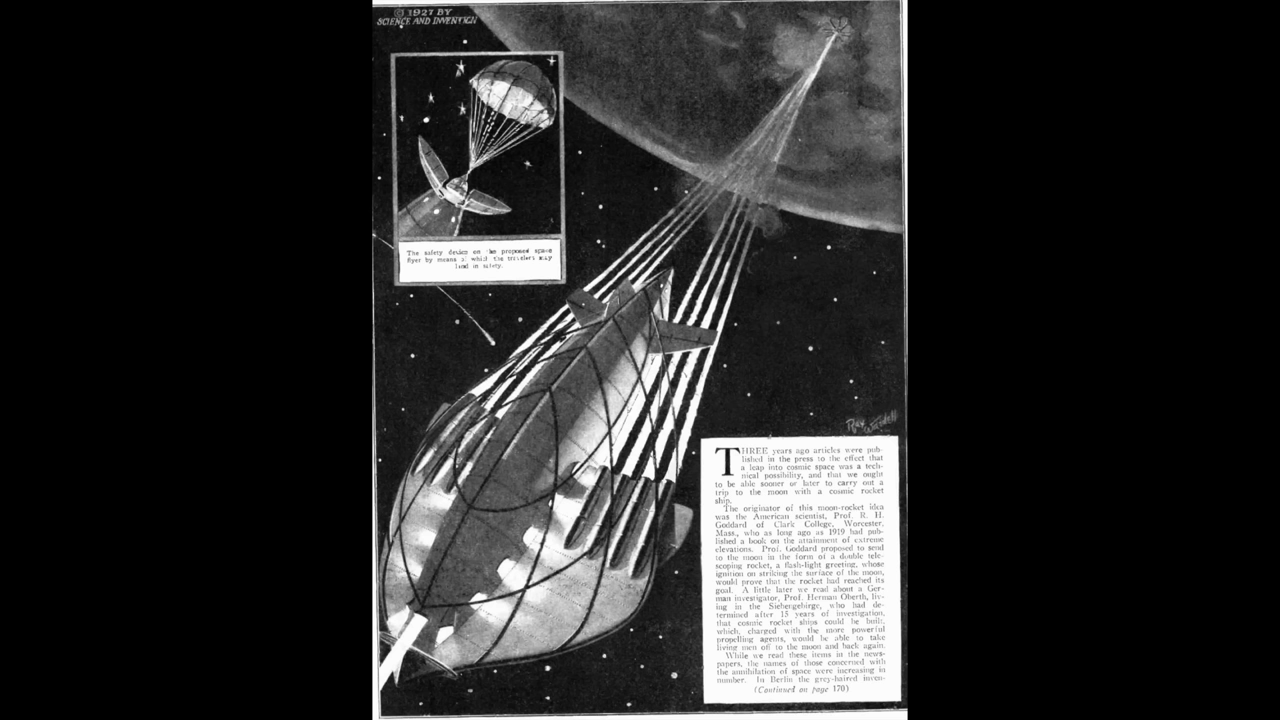 © 1927 BY
SCIENCE AND INVENTION
The safety device on the proposed space
flyer by means of which the travelers may
land in safety.
THREE years ago articles were pub-
lished in the press to the effect that
a leap into cosmic space was a tech-
nical possibility, and that we ought
to be able sooner or later to carry out a
trip to the moon with a cosmic rocket
ship.
The originator of this moon-rocket idea
was the American scientist, Prof. R. H.
Goddard of Clark College, Worcester,
Mass., who as long ago as 1919 had pub-
lished a book on the attainment of extreme
elevations. Prof. Goddard proposed to send
to the moon in the form of a double tele-
scoping rocket, a flash-light greeting, whose
ignition on striking the surface of the moon,
would prove that the rocket had reached its
goal. A little later we read about a Ger-
man investigator, Prof. Herman Oberth, liv-
ing in the Siebengebirge, who had de-
termined after 15 years of investigation,
that cosmic rocket ships could be built,
which, charged with the more powerful
propelling agents, would be able to take
living men off to the moon and back again.
While we read these items in the news-
papers, the names of those concerned with
the annihilation of space were increasing in
number. In Berlin the grey-haired inven-
(Continued on page 170)